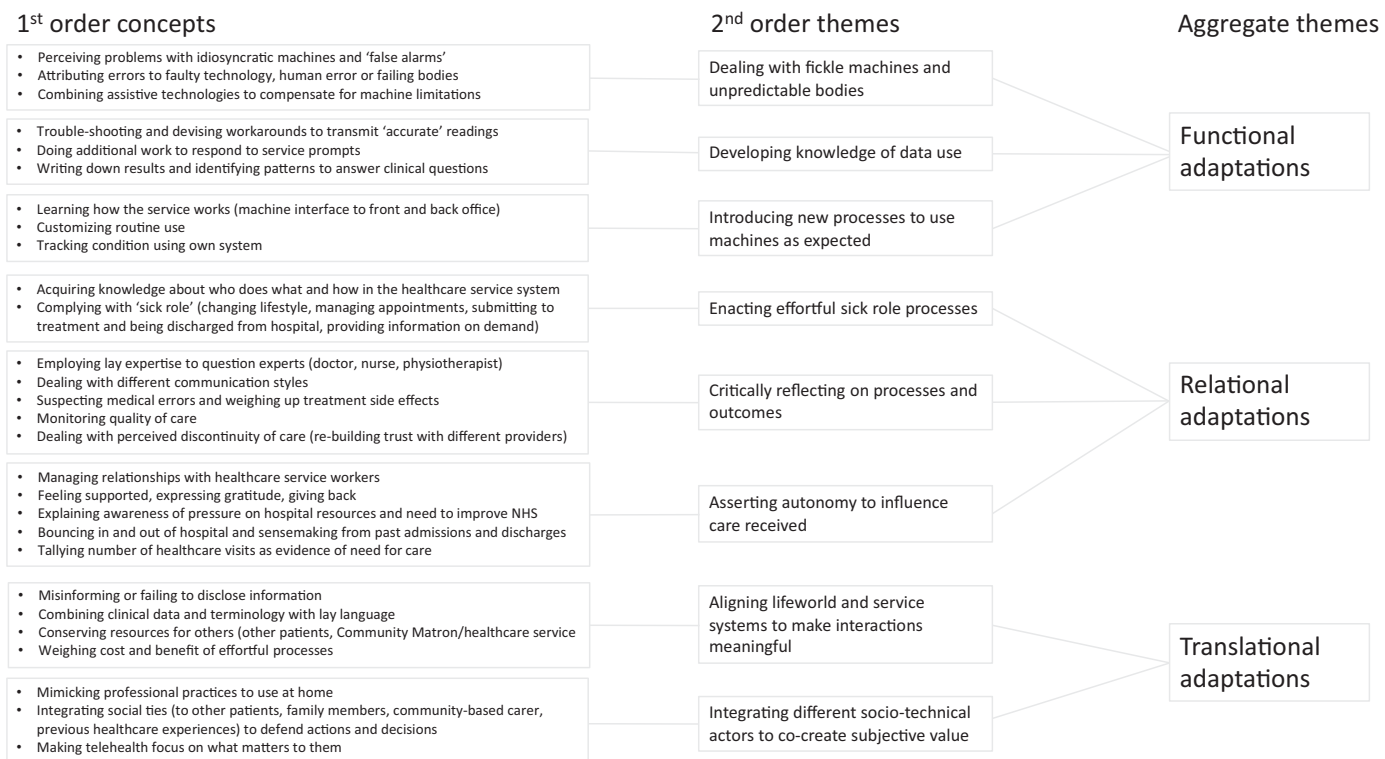 1st order concepts
2nd order themes
Aggregate themes
• Perceiving problems with idiosyncratic machines and ‘false alarms’
• Attributing errors to faulty technology, human error or failing bodies
• Combining assistive technologies to compensate for machine limitations
Dealing with fickle machines and
unpredictable bodies
• Trouble-shooting and devising workarounds to transmit ‘accurate’ readings
• Doing additional work to respond to service prompts
• Writing down results and identifying patterns to answer clinical questions
Developing knowledge of data use
Functional
adaptations
• Learning how the service works (machine interface to front and back office)
• Customizing routine use
• Tracking condition using own system
Introducing new processes to use
machines as expected
• Acquiring knowledge about who does what and how in the healthcare service system
• Complying with ‘sick role’ (changing lifestyle, managing appointments, submitting to
treatment and being discharged from hospital, providing information on demand)
Enacting effortful sick role processes
• Employing lay expertise to question experts (doctor, nurse, physiotherapist)
• Dealing with different communication styles
• Suspecting medical errors and weighing up treatment side effects
• Monitoring quality of care
• Dealing with perceived discontinuity of care (re-building trust with different providers)
Critically reflecting on processes and
outcomes
Relational
adaptations
• Managing relationships with healthcare service workers
• Feeling supported, expressing gratitude, giving back
• Explaining awareness of pressure on hospital resources and need to improve NHS
• Bouncing in and out of hospital and sensemaking from past admissions and discharges
• Tallying number of healthcare visits as evidence of need for care
Asserting autonomy to influence
care received
• Misinforming or failing to disclose information
• Combining clinical data and terminology with lay language
• Conserving resources for others (other patients, Community Matron/healthcare service
• Weighing cost and benefit of effortful processes
Aligning lifeworld and service
systems to make interactions
meaningful
Translational
adaptations
• Mimicking professional practices to use at home
• Integrating social ties (to other patients, family members, community-based carer,
previous healthcare experiences) to defend actions and decisions
• Making telehealth focus on what matters to them
Integrating different socio-technical
actors to co-create subjective value